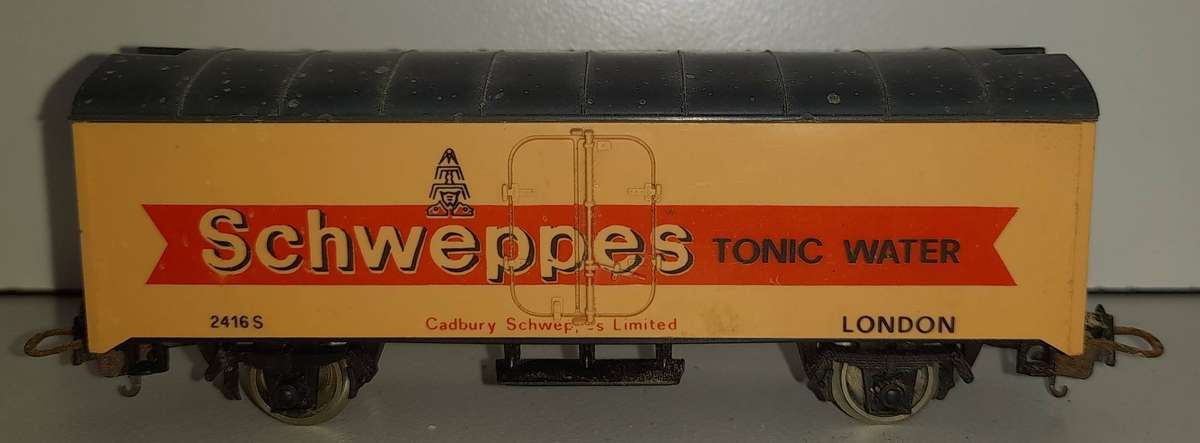 Schweppes TONIC WATER
2416 S
Cadbury Schweppes Limited
LONDON